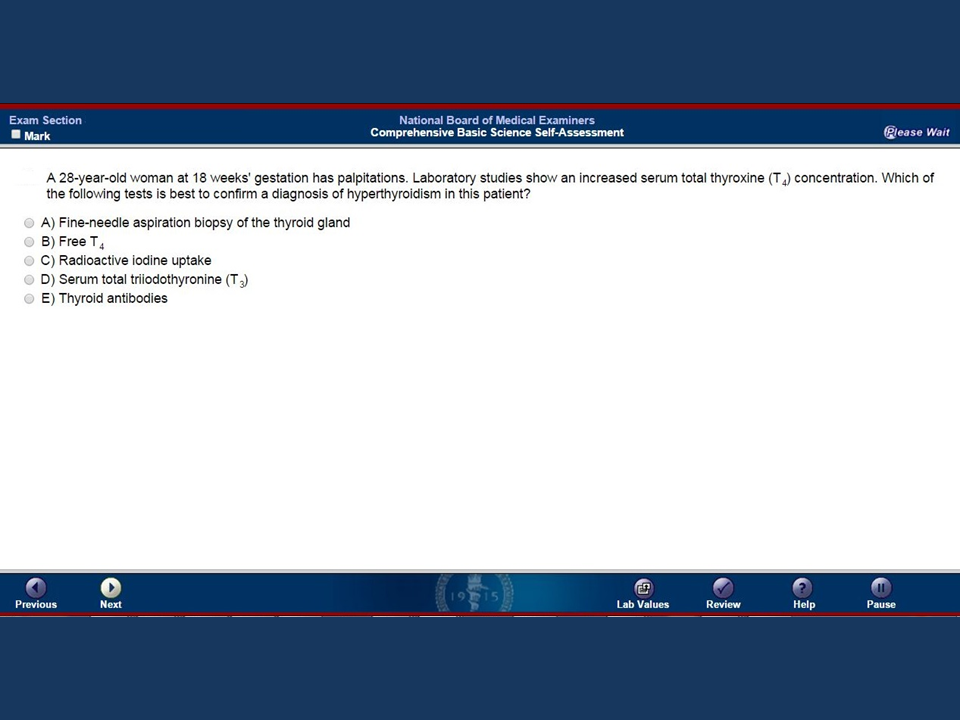 Exam Section
Mark
National Board of Medical Examiners
Comprehensive Basic Science Self-Assessment
Please Wait
A 28-year-old woman at 18 weeks' gestation has palpitations. Laboratory studies show an increased serum total thyroxine (T4) concentration. Which of
the following tests is best to confirm a diagnosis of hyperthyroidism in this patient?
A) Fine-needle aspiration biopsy of the thyroid gland
B) Free T4
C) Radioactive iodine uptake
D) Serum total triiodothyronine (T3)
E) Thyroid antibodies
1915
Previous
Next
Lab Values
Review
Help
Pause